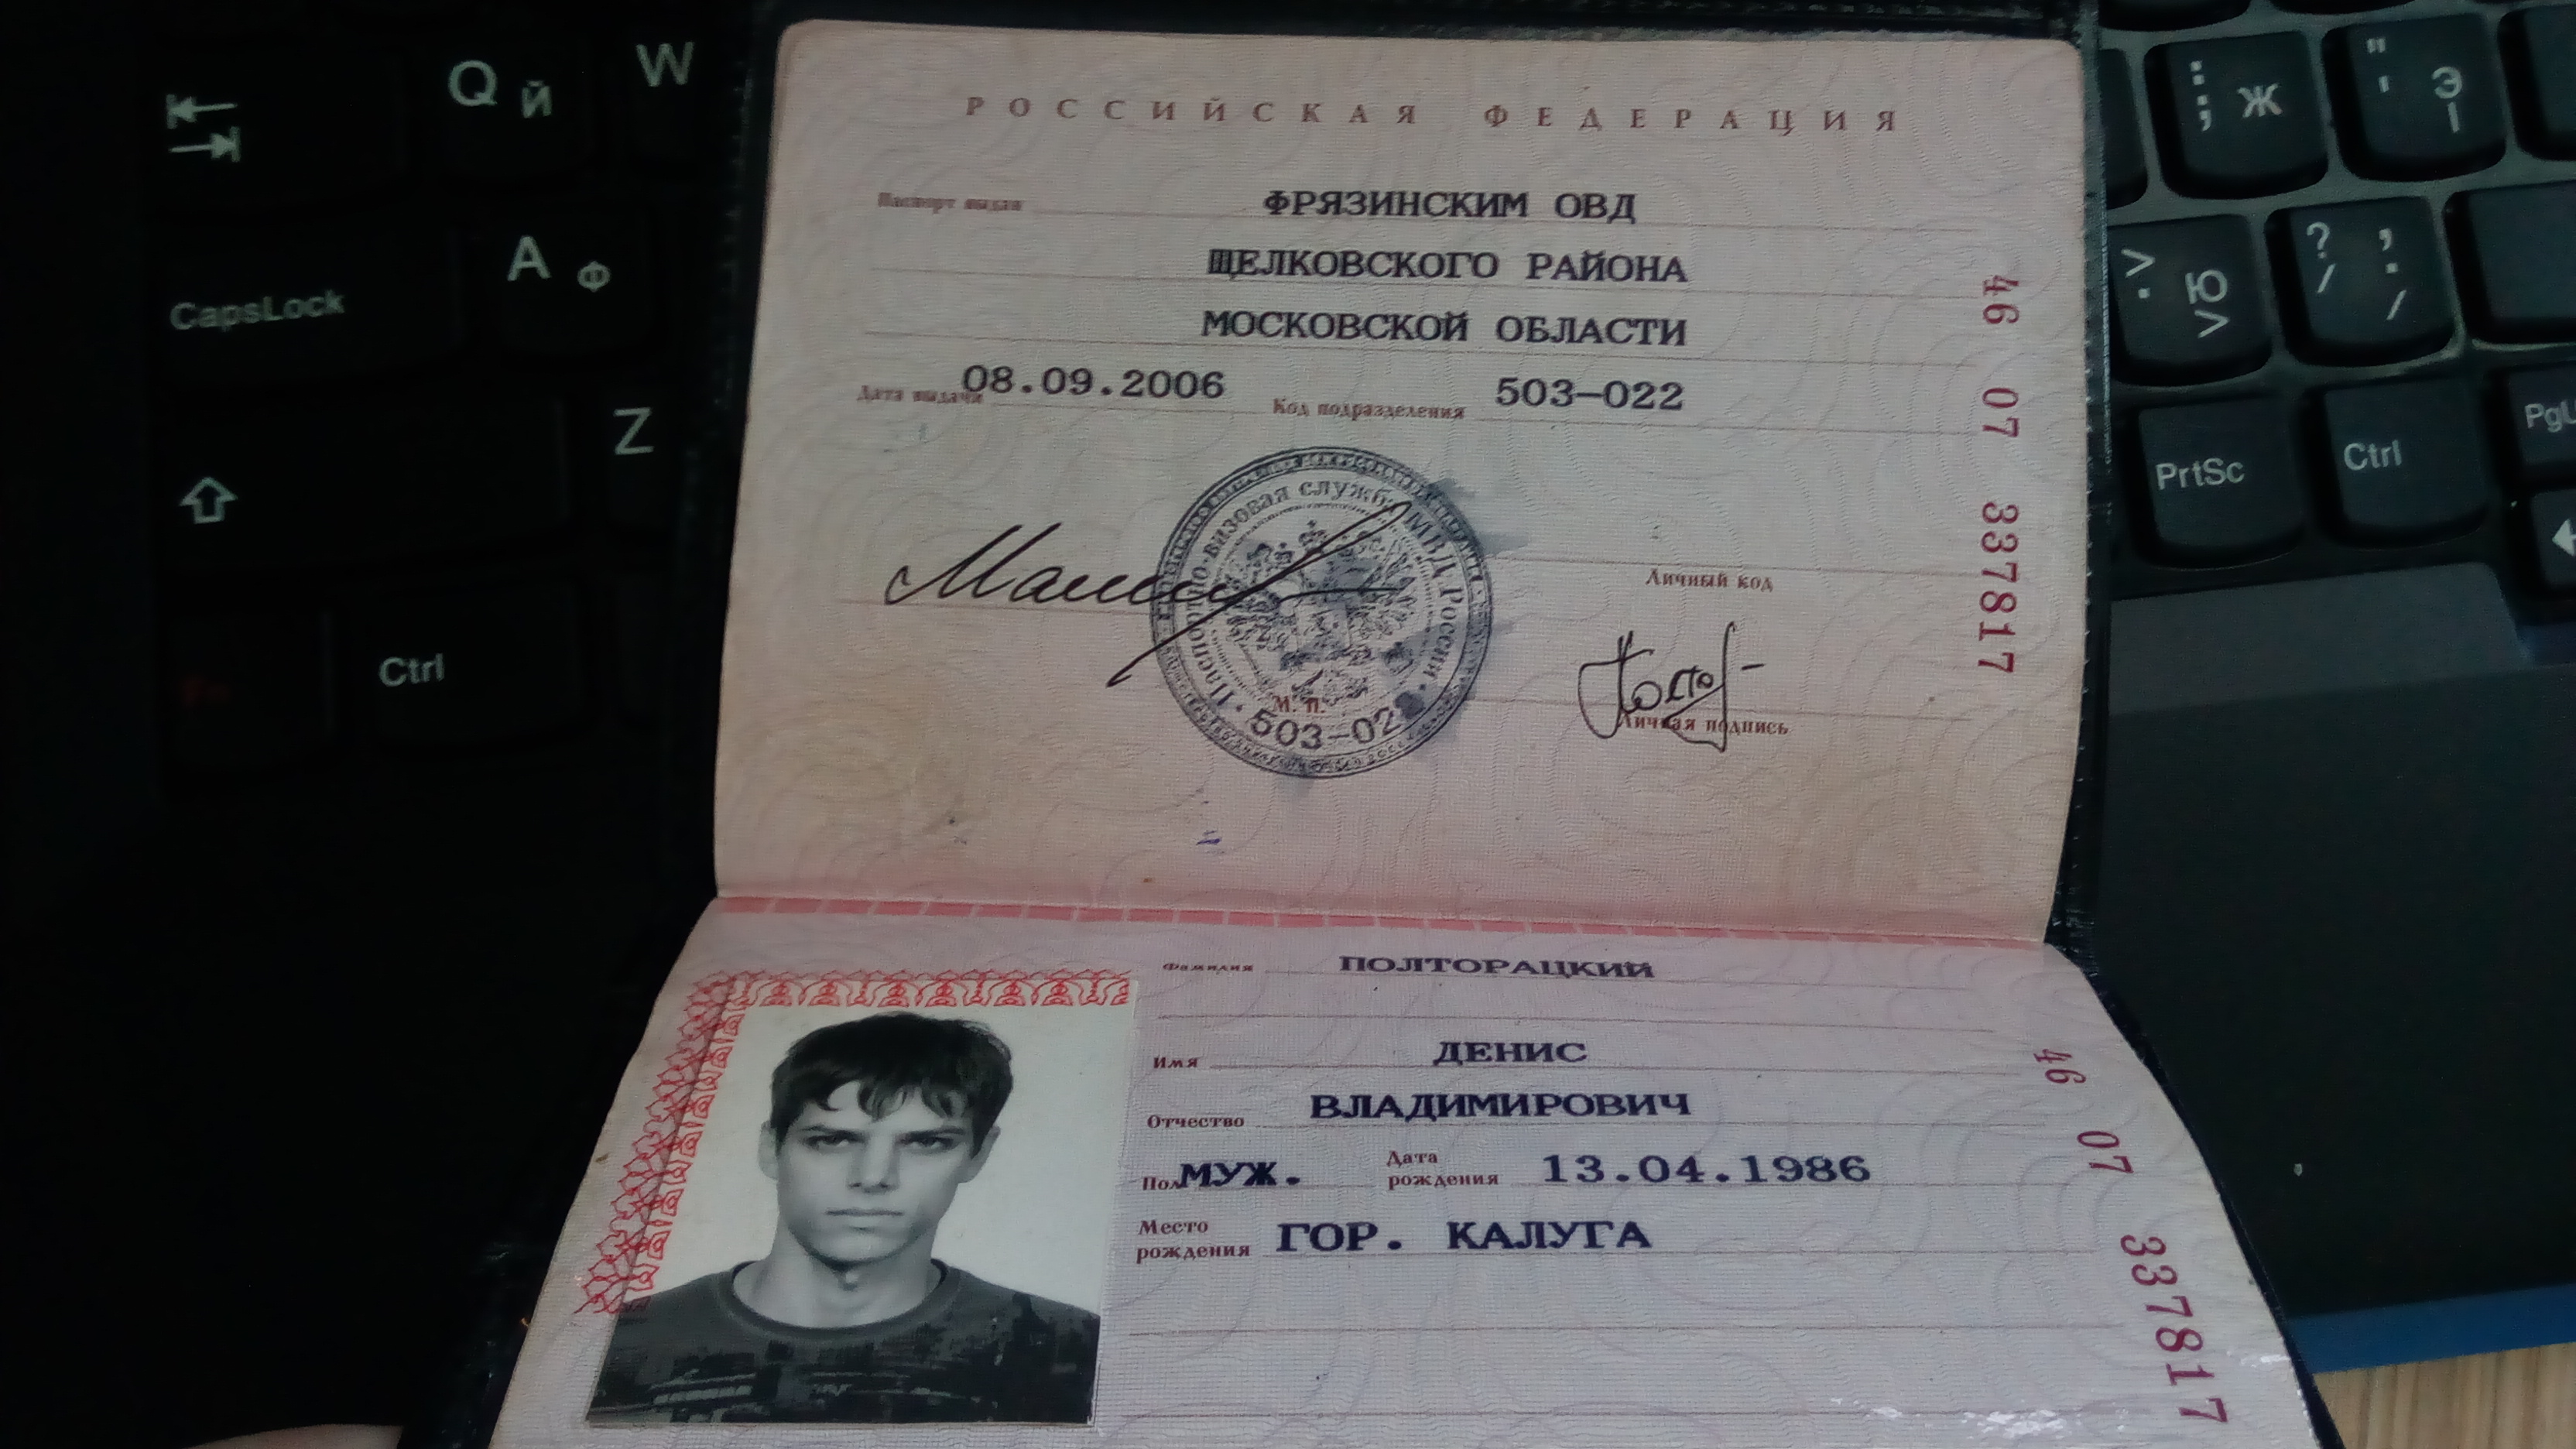 РОССИЙСКАЯ ФЕДЕРАЦИЯ
Паспорт выдан ФРЯЗИНСКИМ ОВД
ЩЕЛКОВСКОГО РАЙОНА
МОСКОВСКОЙ ОБЛАСТИ
Дата выдачи 08.09.2006 Код подразделения 503-022
46 07 337817
Паспортно-визовая служба МВД России
Личный код
М. П.
503-022
Личная подпись
Фамилия ПОЛТОРАЦКИЙ
Имя ДЕНИС
Отчество ВЛАДИМИРОВИЧ
Пол МУЖ. Дата рождения 13.04.1986
Место рождения ГОР. КАЛУГА
46 07 337817
Q Й
W
CapsLock
A Ф
Z
Ctrl
Fn
: ; Ж
" ' Э
> . Ю <
? / , . /
PrtSc
Ctrl